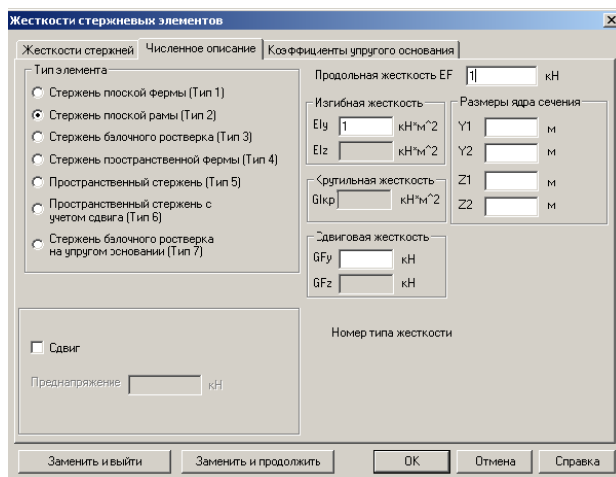 Жесткости стержневых элементов
Жесткости стержней
Численное описание
Коэффициенты упругого основания
Тип элемента
Стержень плоской фермы (Тип 1)
Стержень плоской рамы (Тип 2)
Стержень балочного ростверка (Тип 3)
Стержень пространственной фермы (Тип 4)
Пространственный стержень (Тип 5)
Пространственный стержень с
учетом сдвига (Тип 6)
Стержень балочного ростверка
на упругом основании (Тип 7)
Продольная жесткость EF 1 кН
Изгибная жесткость
EIy 1 кН*м^2
EIz кН*м^2
Крутильная жесткость
GIкр кН*м^2
Сдвиговая жесткость
GFy кН
GFz кН
Размеры ядра сечения
Y1 м
Y2 м
Z1 м
Z2 м
Сдвиг
Преднапряжение кН
Номер типа жесткости
Заменить и выйти
Заменить и продолжить
OK
Отмена
Справка